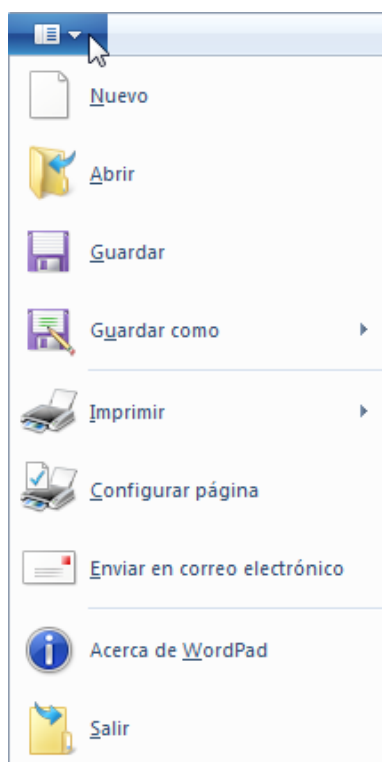 Nuevo
Abrir
Guardar
Guardar como
Imprimir
Configurar página
Enviar en correo electrónico
Acerca de WordPad
Salir